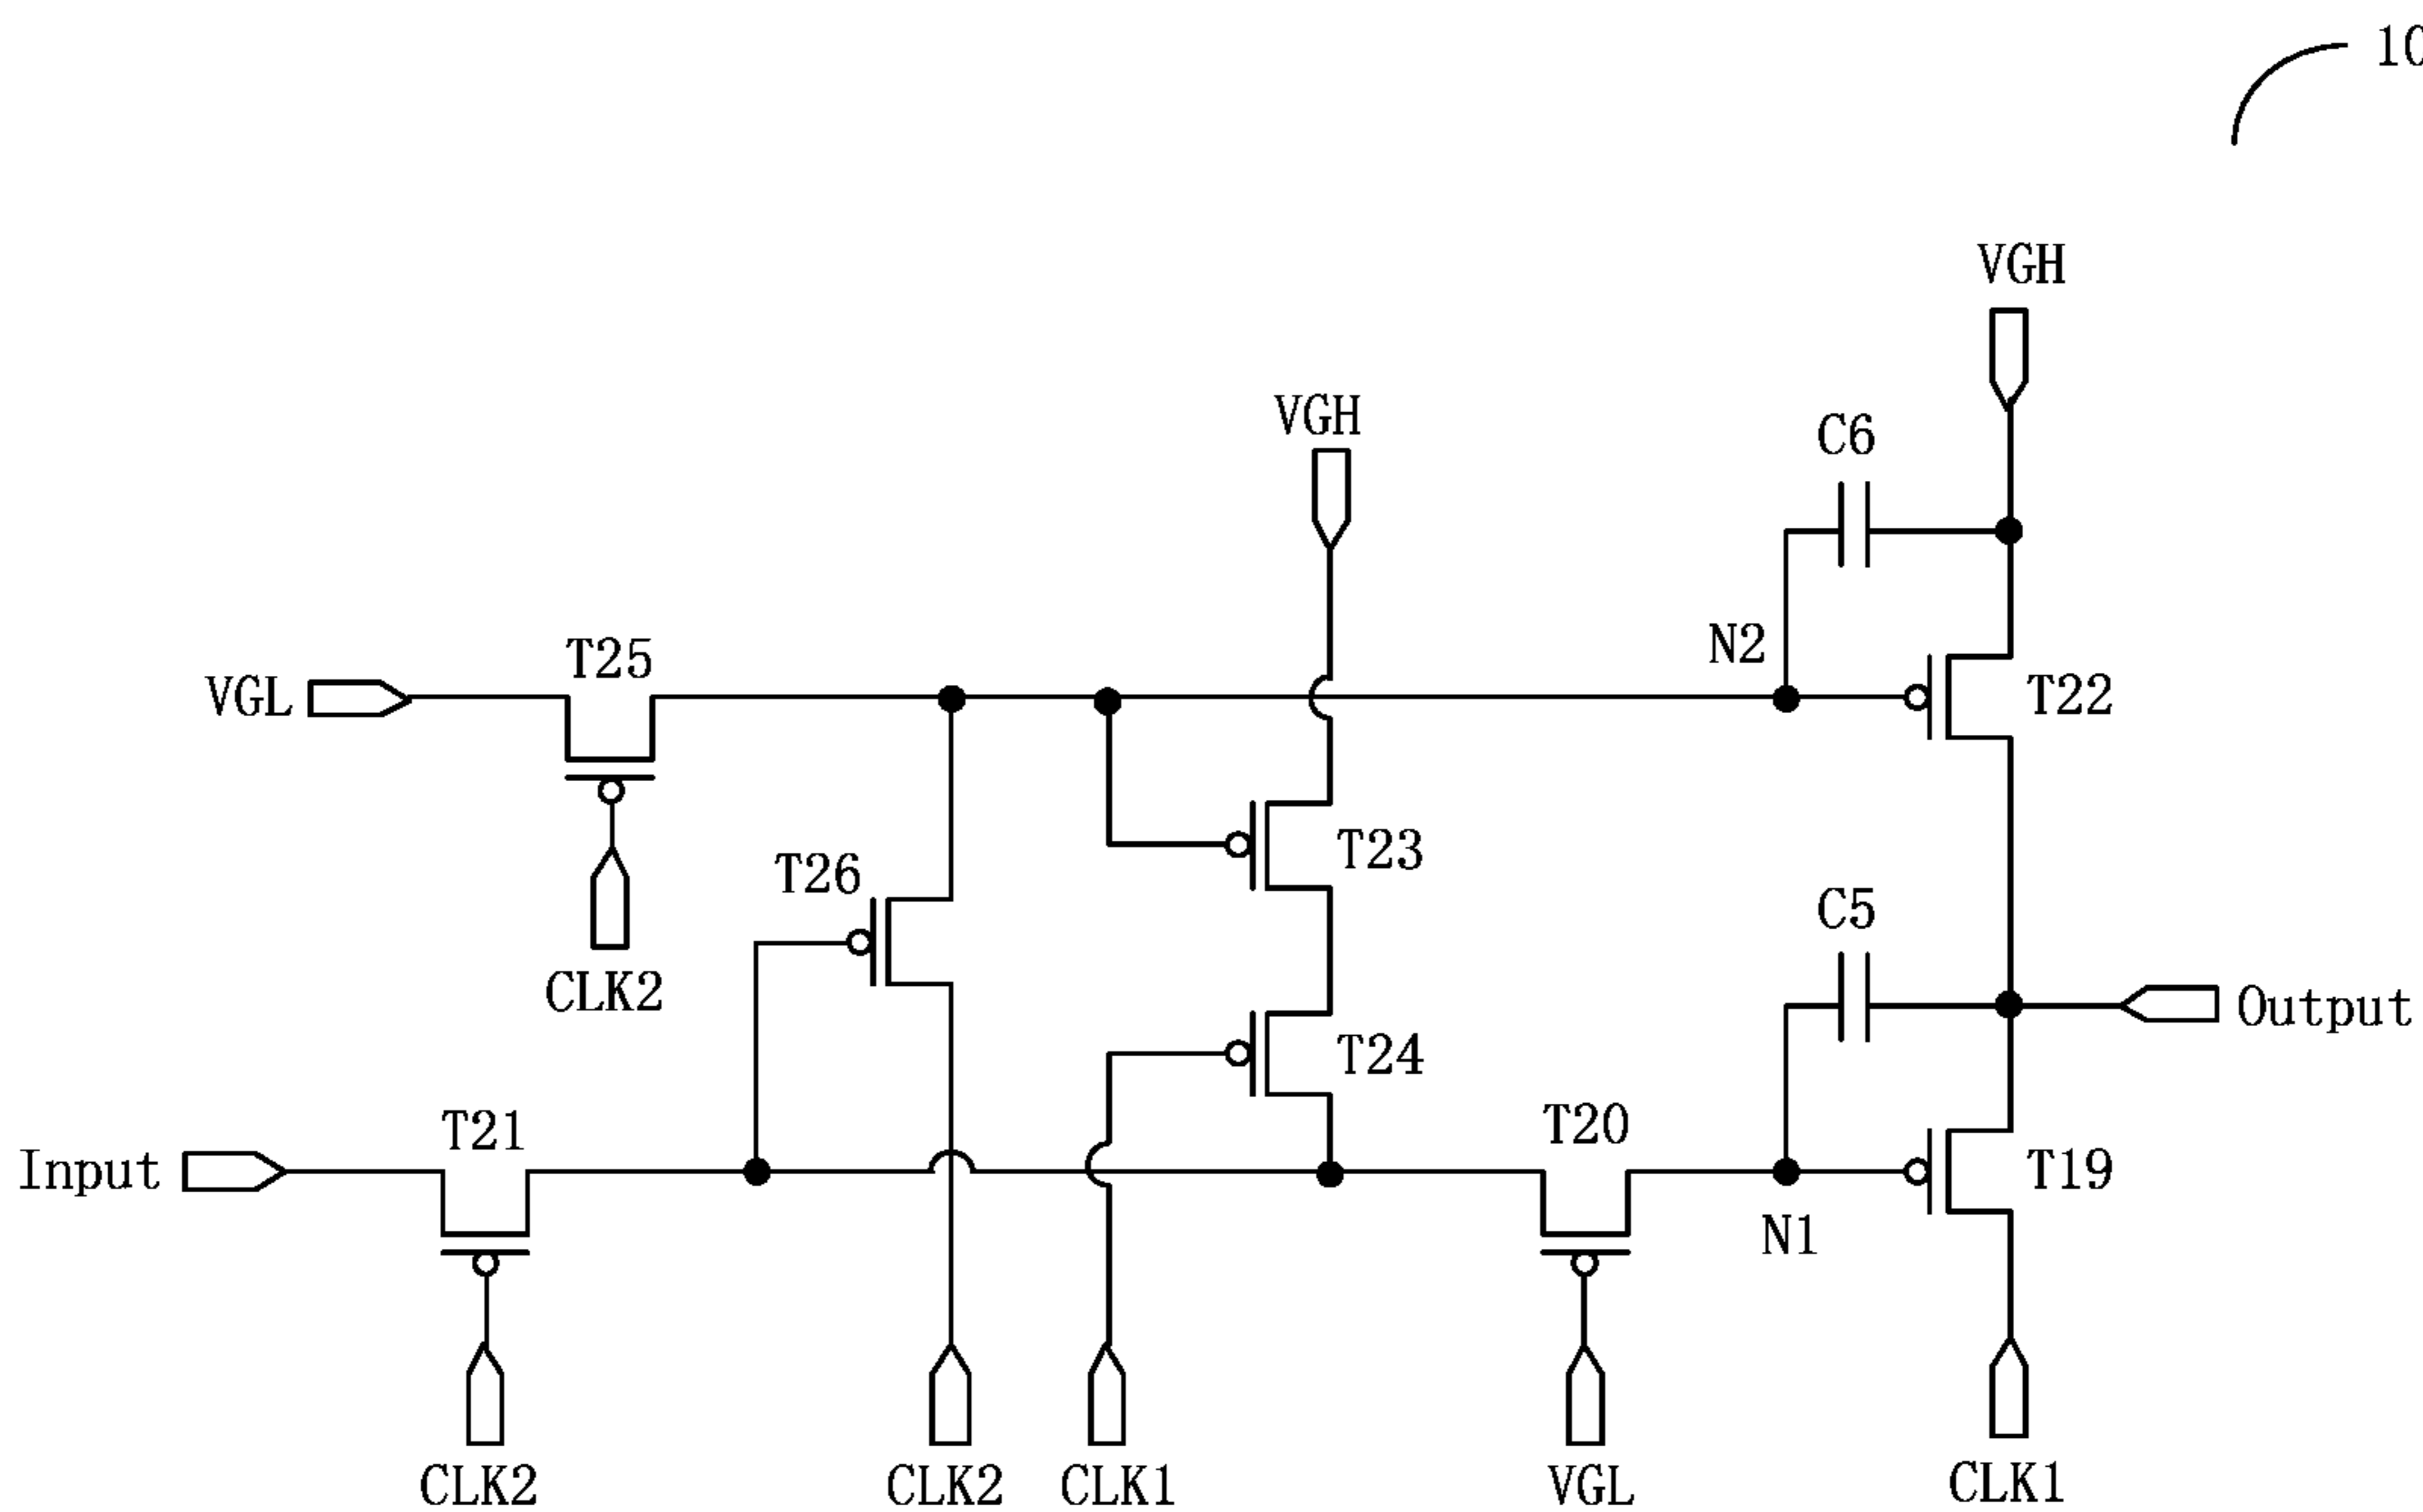 10
VGH
VGH
C6
N2
T25
VGL
T22
T23
T26
C5
CLK2
Output
T24
T21
T20
Input
T19
N1
CLK2
CLK2
CLK1
VGL
CLK1